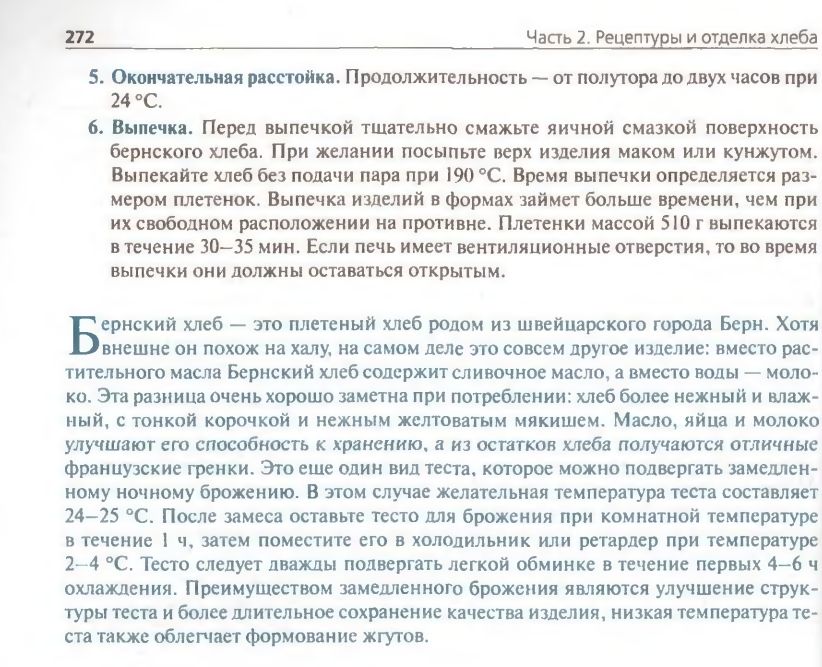 272
Часть 2. Рецептуры и отделка хлеба
5. Окончательная расстойка. Продолжительность — от полутора до двух часов при
24 °C.
6. Выпечка. Перед выпечкой тщательно смажьте яичной смазкой поверхность
бернского хлеба. При желании посыпьте верх изделия маком или кунжутом.
Выпекайте хлеб без подачи пара при 190 °C. Время выпечки определяется раз-
мером плетенок. Выпечка изделий в формах займет больше времени, чем при
их свободном расположении на противне. Плетенки массой 510 г выпекаются
в течение 30—35 мин. Если печь имеет вентиляционные отверстия, то во время
выпечки они должны оставаться открытым.
Бернский хлеб — это плетеный хлеб родом из швейцарского города Берн. Хотя
внешне он похож на халу, на самом деле это совсем другое изделие: вместо рас-
тительного масла Бернский хлеб содержит сливочное масло, а вместо воды — моло-
ко. Эта разница очень хорошо заметна при потреблении: хлеб более нежный и влаж-
ный, с тонкой корочкой и нежным желтоватым мякишем. Масло, яйца и молоко
улучшают его способность к хранению, а из остатков хлеба получаются отличные
французские гренки. Это еще один вид теста, которое можно подвергать замедлен-
ному ночному брожению. В этом случае желательная температура теста составляет
24—25 °C. После замеса оставьте тесто для брожения при комнатной температуре
в течение 1 ч, затем поместите его в холодильник или ретардер при температуре
2—4 °C. Тесто следует дважды подвергать легкой обминке в течение первых 4—6 ч
охлаждения. Преимуществом замедленного брожения являются улучшение струк-
туры теста и более длительное сохранение качества изделия, низкая температура те-
ста также облегчает формование жгутов.